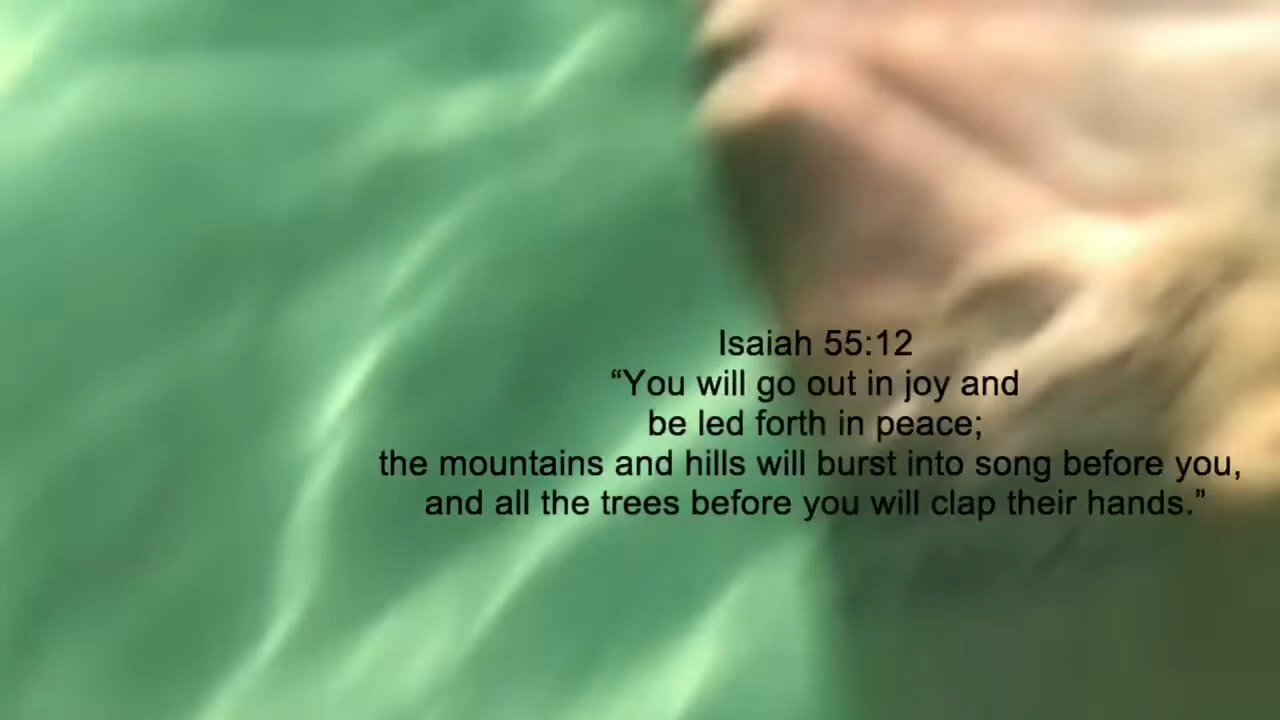 Isaiah 55:12
“You will go out in joy and
be led forth in peace;
the mountains and hills will burst into song before you,
and all the trees before you will clap their hands.”